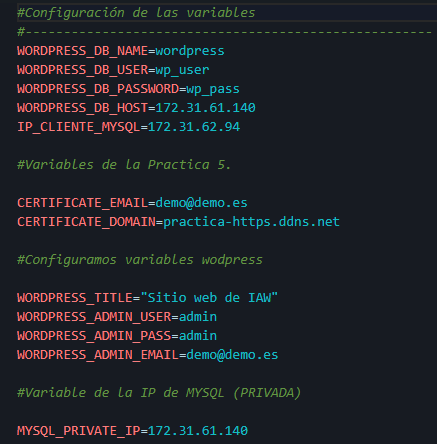 #Configuración de las variables
#-----------------------------------------------------
WORDPRESS_DB_NAME=wordpress
WORDPRESS_DB_USER=wp_user
WORDPRESS_DB_PASSWORD=wp_pass
WORDPRESS_DB_HOST=172.31.61.140
IP_CLIENTE_MYSQL=172.31.62.94
#Variables de la Practica 5.
CERTIFICATE_EMAIL=demo@demo.es
CERTIFICATE_DOMAIN=practica-https.ddns.net
#Configuramos variables wodpress
WORDPRESS_TITLE="Sitio web de IAW"
WORDPRESS_ADMIN_USER=admin
WORDPRESS_ADMIN_PASS=admin
WORDPRESS_ADMIN_EMAIL=demo@demo.es
#Variable de la IP de MYSQL (PRIVADA)
MYSQL_PRIVATE_IP=172.31.61.140